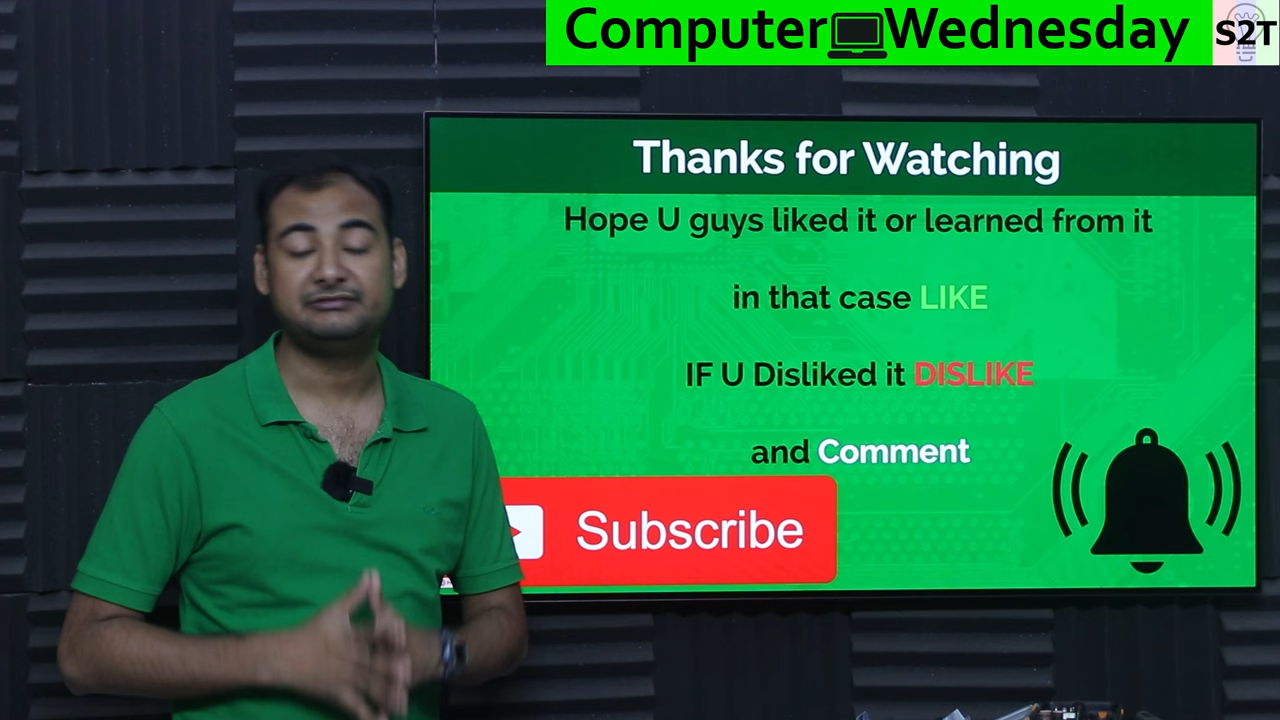 Computer Wednesday S2T
Thanks for Watching
Hope U guys liked it or learned from it
in that case LIKE
IF U Disliked it DISLIKE
and Comment
Subscribe